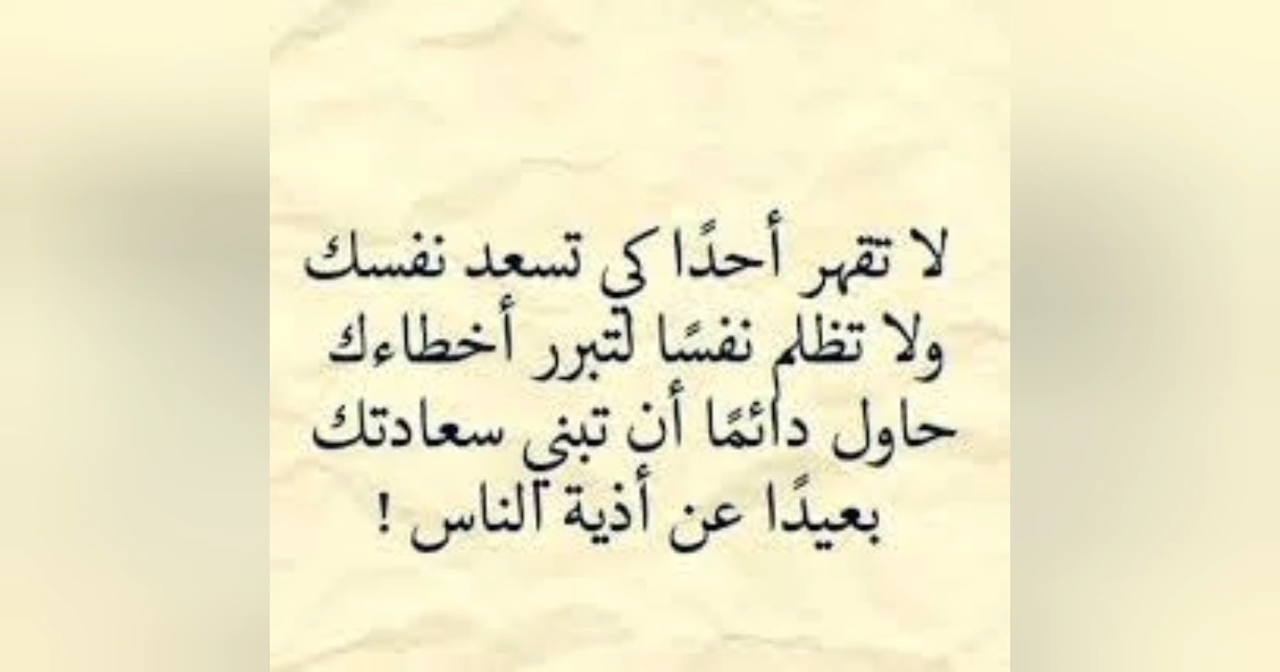 لا تقهر أحدًا كي تسعد نفسك
ولا تظلم نفسًا لتبرر أخطاءك
حاول دائمًا أن تبني سعادتك
بعيدًا عن أذية الناس !